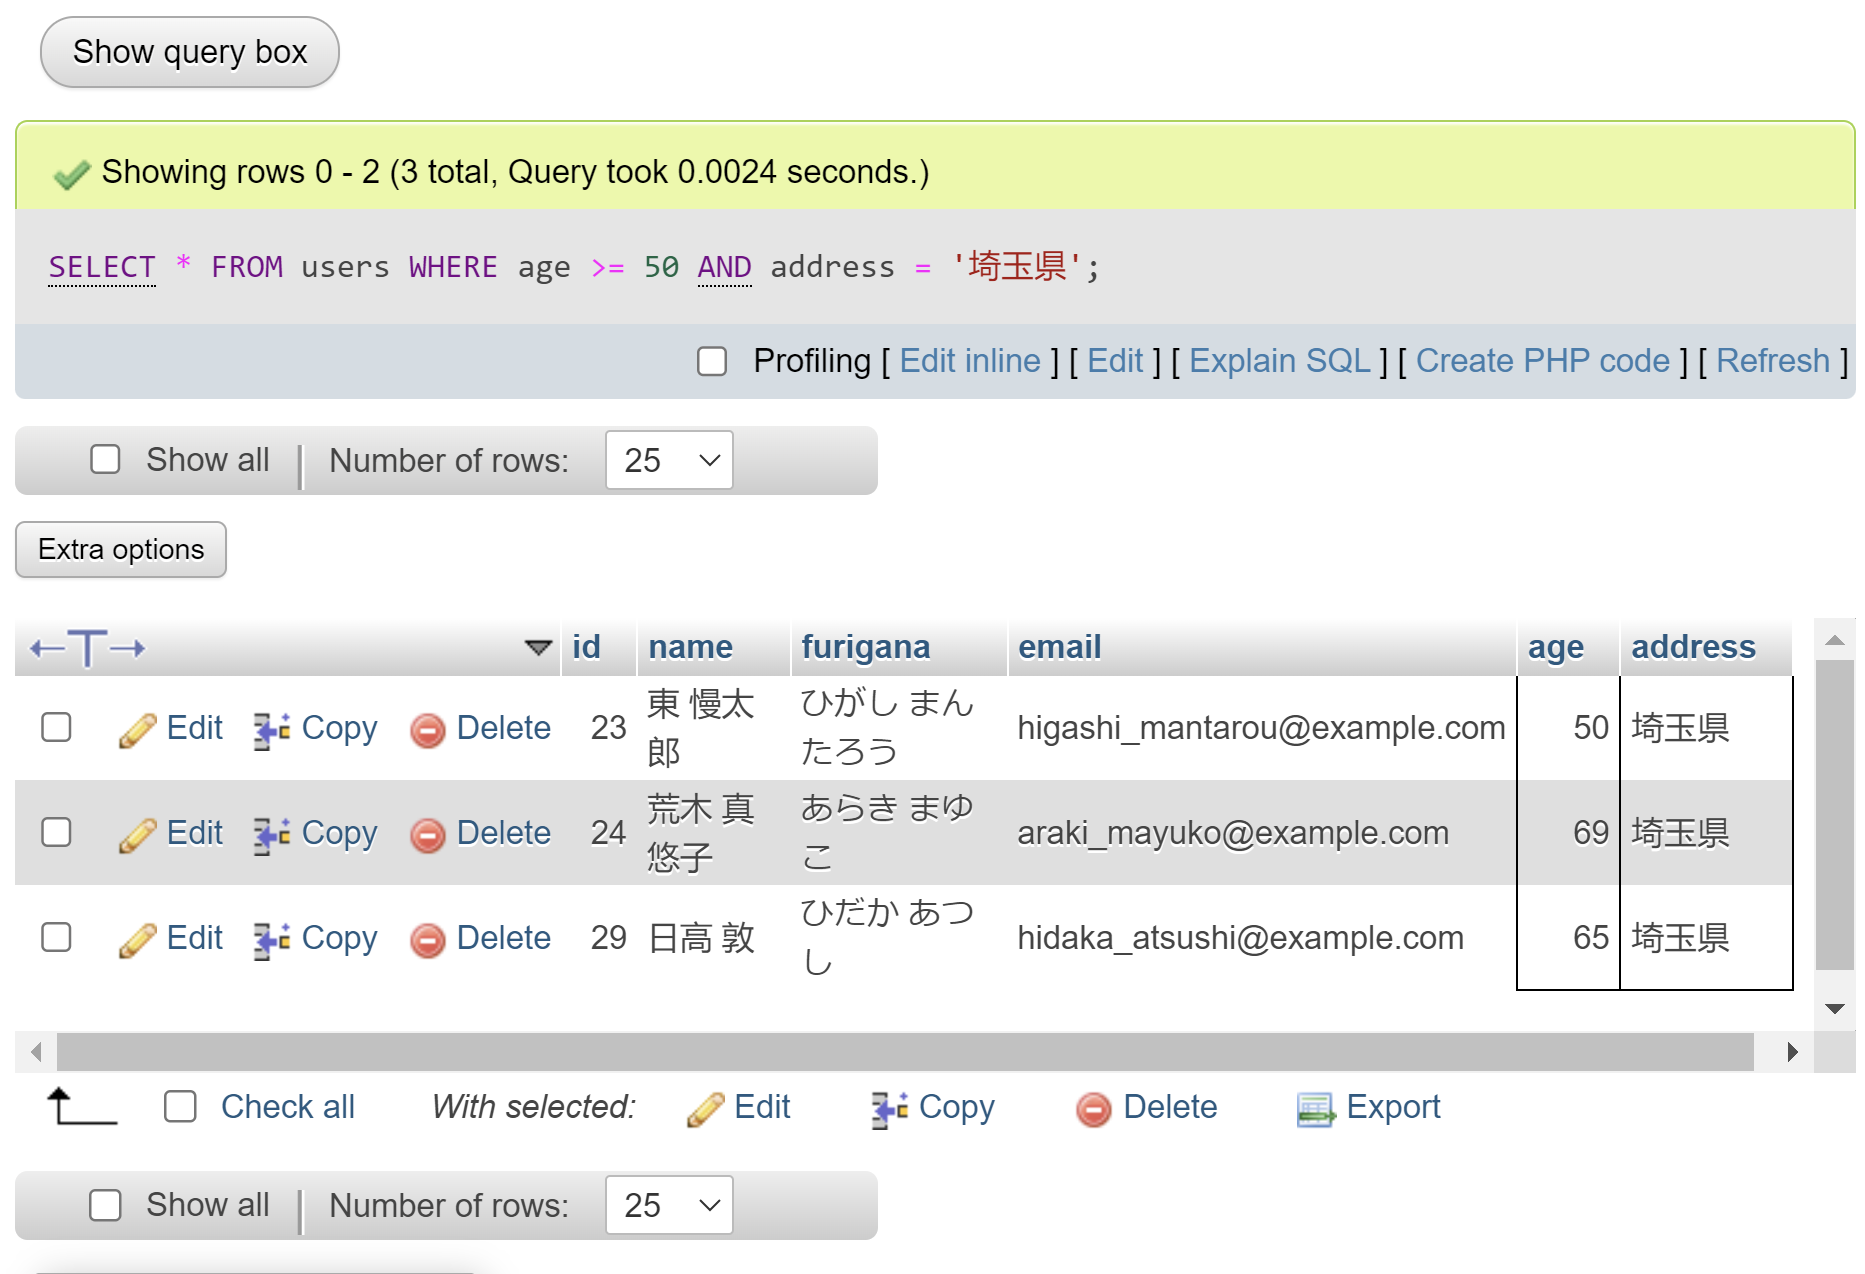 Show query box
Showing rows 0 - 2 (3 total, Query took 0.0024 seconds.)
SELECT * FROM users WHERE age >= 50 AND address = '埼玉県';
Profiling [ Edit inline ] [ Edit ] [ Explain SQL ] [ Create PHP code ] [ Refresh ]
Show all | Number of rows: 25
Extra options
←T→ id name furigana email age address
Edit Copy Delete 23 東 慢太郎 ひがし まんたろう higashi_mantarou@example.com 50 埼玉県
Edit Copy Delete 24 荒木 真悠子 あらき まゆこ araki_mayuko@example.com 69 埼玉県
Edit Copy Delete 29 日高 敦 ひだか あつし hidaka_atsushi@example.com 65 埼玉県
Check all With selected: Edit Copy Delete Export
Show all | Number of rows: 25